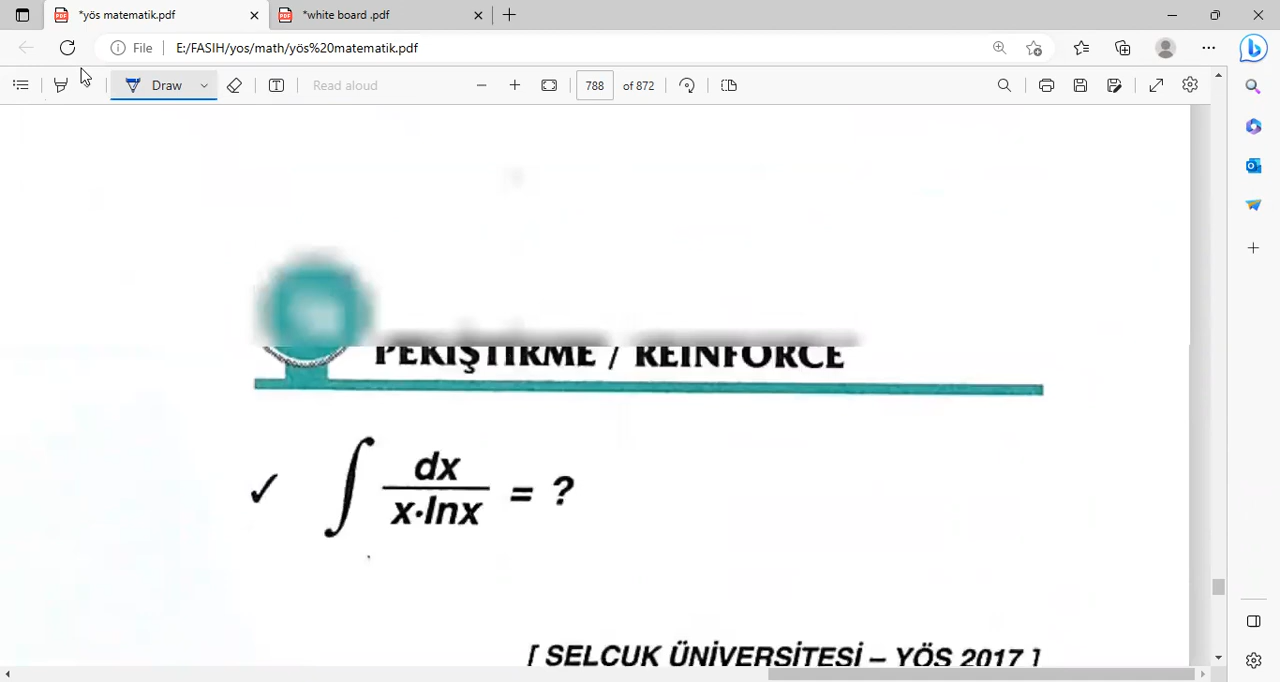 *yös matematik.pdf
*white board .pdf
File
E:/FASIH/yos/math/yös%20matematik.pdf
Draw
Read aloud
788
of 872
PEKİŞTİRME / REINFORCE
✓ ∫ dx / x·lnx = ?
[ SELCUK ÜNİVERSİTESİ – YÖS 2017 ]